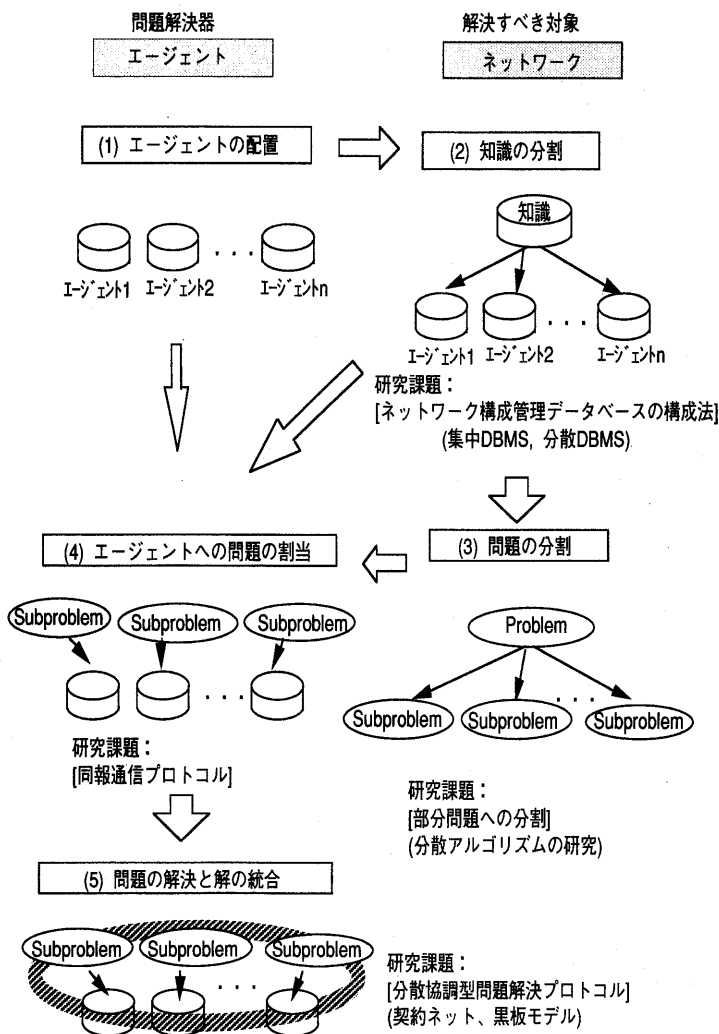 問題解決器
エージェント
解決すべき対象
ネットワーク
(1) エージェントの配置
(2) 知識の分割
知識
・・・
エージェント1 エージェント2 エージェントn
・・・
エージェント1 エージェント2 エージェントn
研究課題：
[ネットワーク構成管理データベースの構成法]
(集中DBMS, 分散DBMS)
(3) 問題の分割
(4) エージェントへの問題の割当
Subproblem Subproblem Subproblem
・・・
研究課題：
[同報通信プロトコル]
Problem
・・・
Subproblem Subproblem Subproblem
研究課題：
[部分問題への分割]
(分散アルゴリズムの研究)
(5) 問題の解決と解の統合
Subproblem Subproblem Subproblem
・・・
研究課題：
[分散協調型問題解決プロトコル]
(契約ネット、黒板モデル)